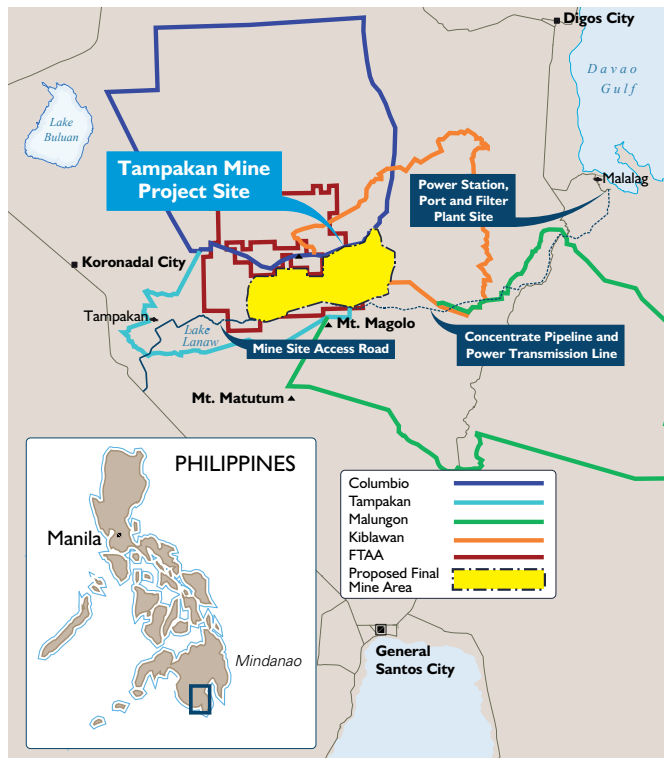 Digos City
Davao
Gulf
Lake
Buluan
Tampakan Mine
Project Site
Power Station,
Port and Filter
Plant Site
Malalag
Koronadal City
Tampakan
Lake
Lanaw
Mt. Magolo
Mine Site Access Road
Concentrate Pipeline and
Power Transmission Line
Mt. Matutum
PHILIPPINES
Manila
Mindanao
Columbio
Tampakan
Malungon
Kiblawan
FTAA
Proposed Final
Mine Area
General
Santos City